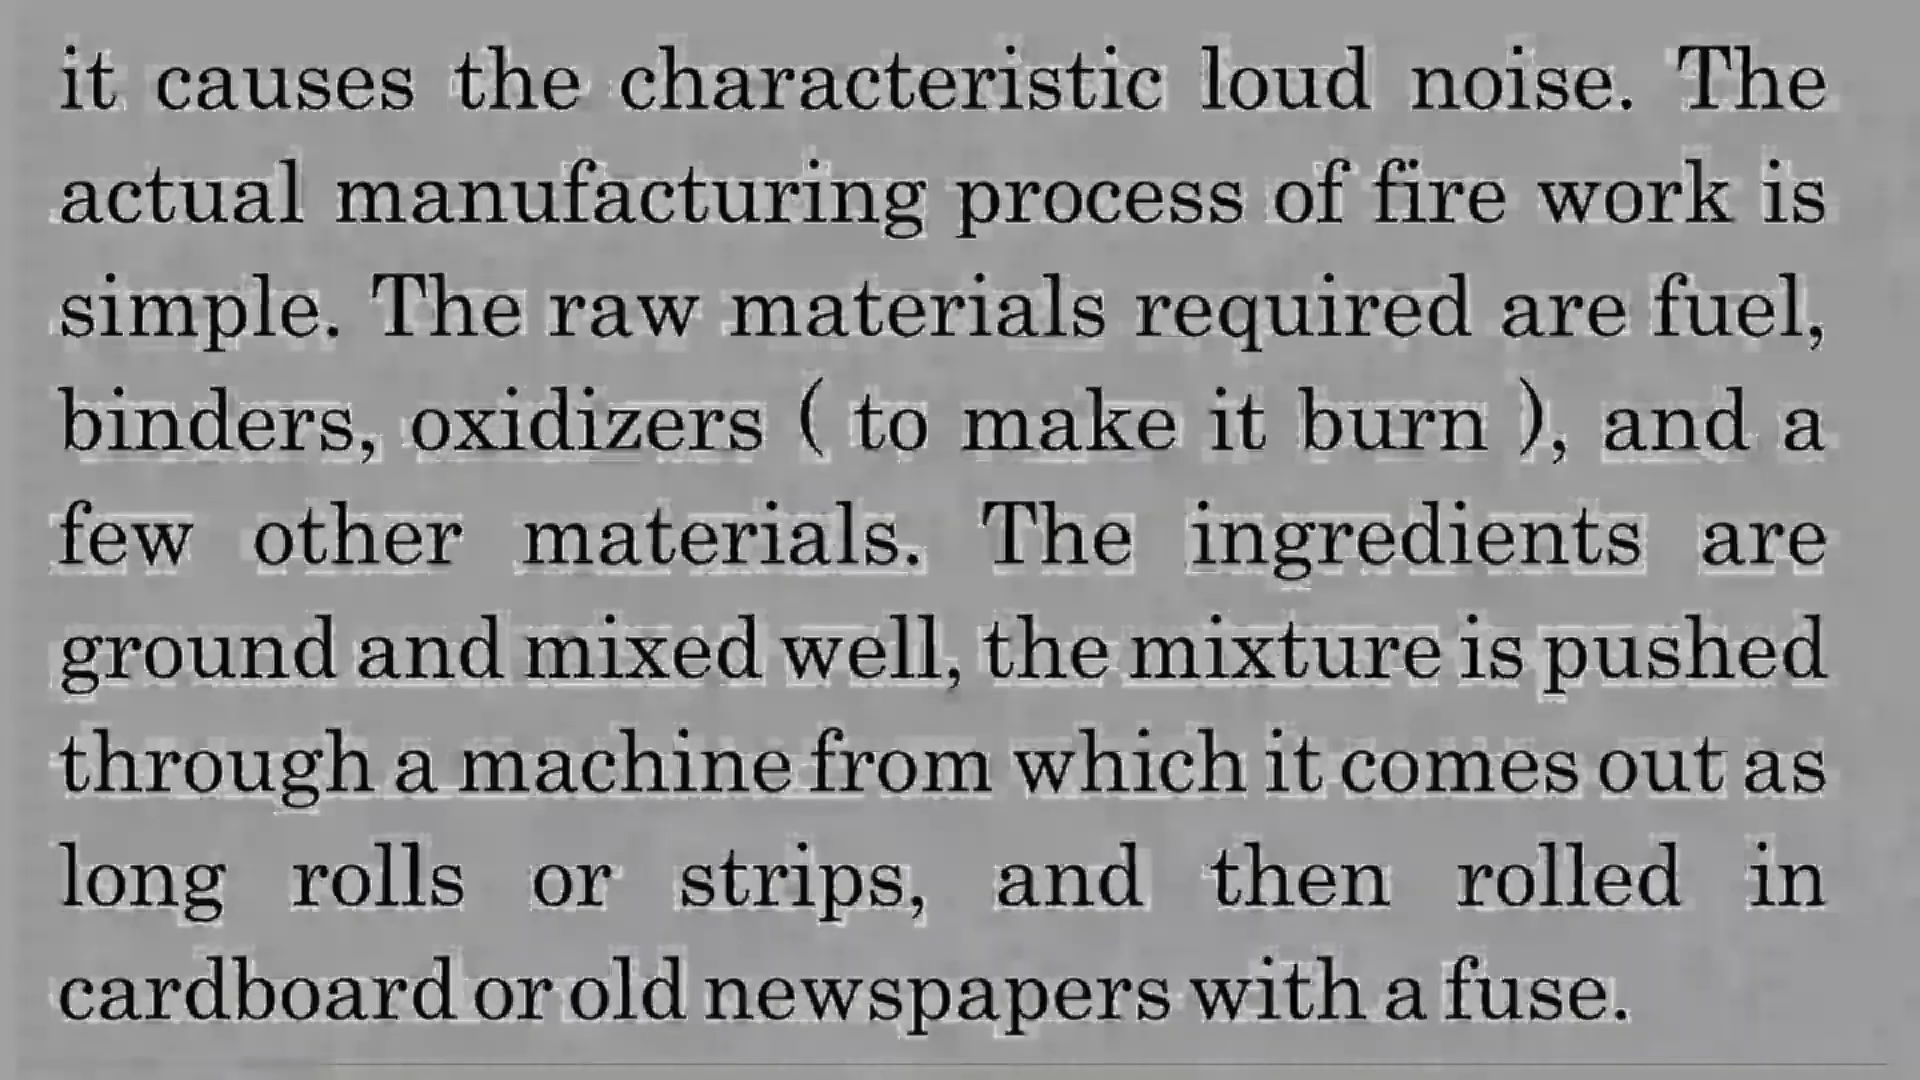 it causes the characteristic loud noise. The
actual manufacturing process of fire work is
simple. The raw materials required are fuel,
binders, oxidizers ( to make it burn ), and a
few other materials. The ingredients are
ground and mixed well, the mixture is pushed
through a machine from which it comes out as
long rolls or strips, and then rolled in
cardboard or old newspapers with a fuse.